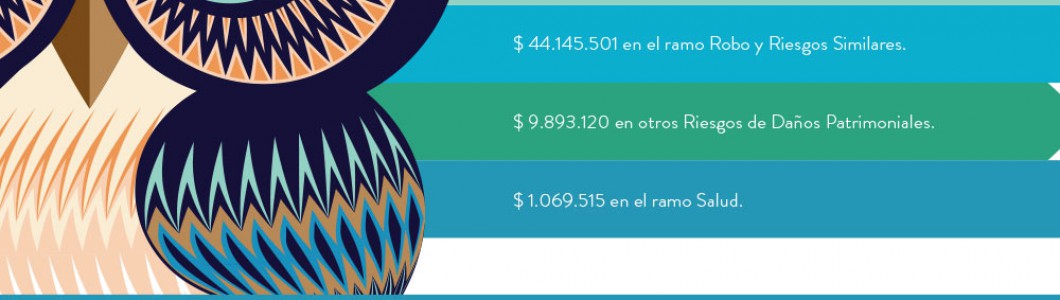 $ 44.145.501 en el ramo Robo y Riesgos Similares.
$ 9.893.120 en otros Riesgos de Daños Patrimoniales.
$ 1.069.515 en el ramo Salud.